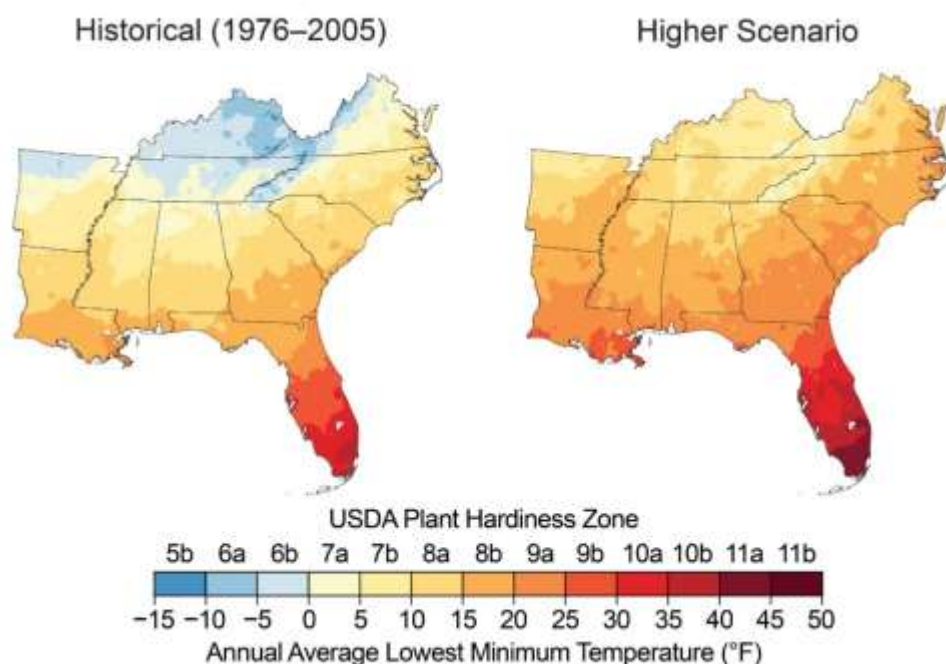 Historical (1976–2005)
Higher Scenario
USDA Plant Hardiness Zone
5b 6a 6b 7a 7b 8a 8b 9a 9b 10a 10b 11a 11b
−15 −10 −5 0 5 10 15 20 25 30 35 40 45 50
Annual Average Lowest Minimum Temperature (°F)